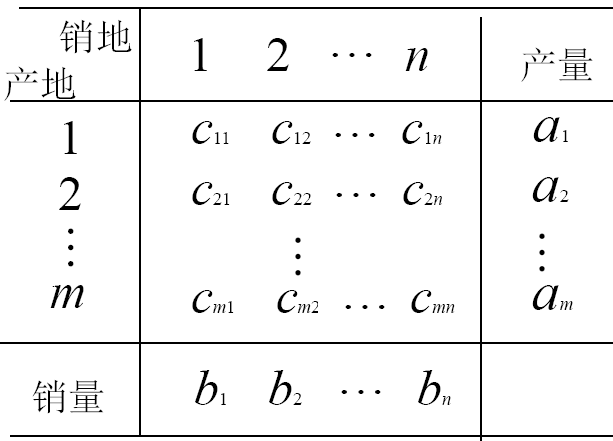 销地
产地 1 2 ⋯ n 产量
1 c11 c12 ⋯ c1n a1
2 c21 c22 ⋯ c2n a2
⋮ ⋮ ⋮
m cm1 cm2 ⋯ cmn am
销量 b1 b2 ⋯ bn